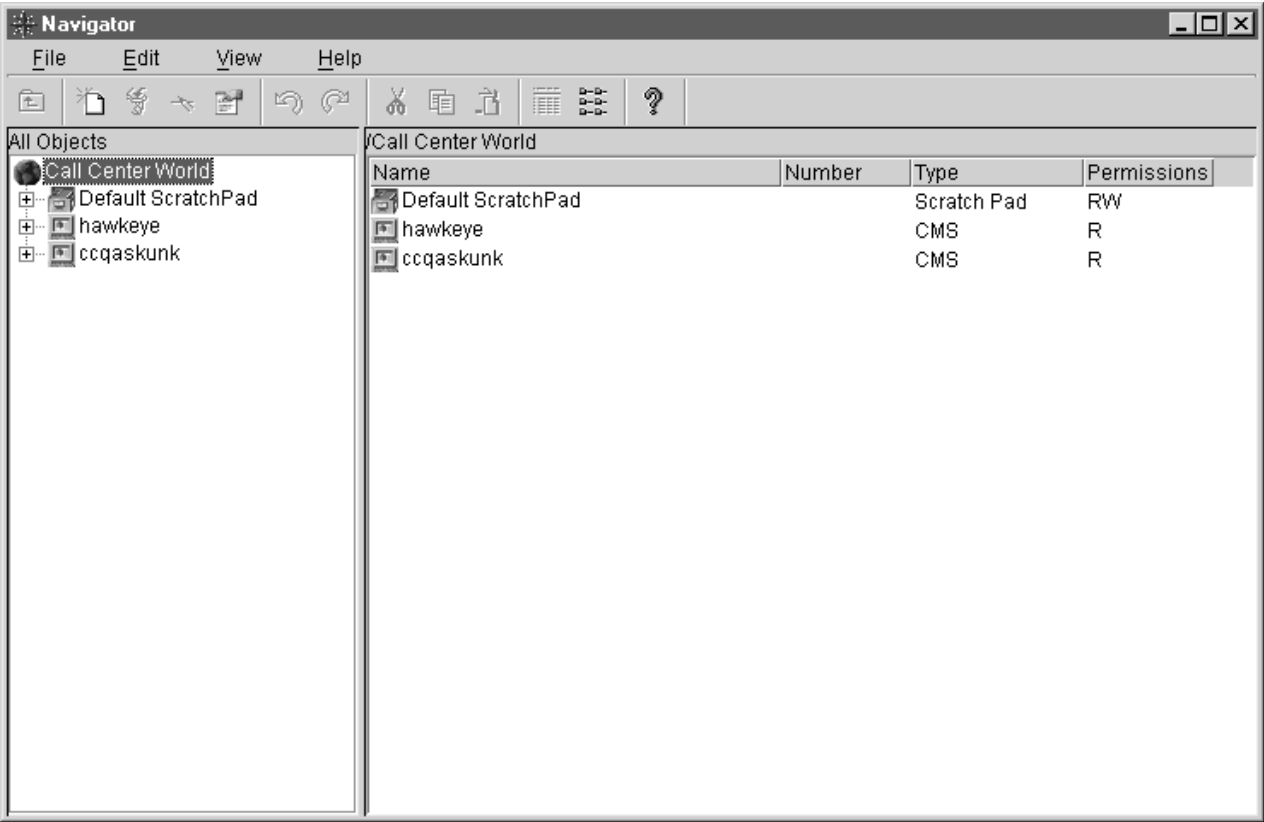 Navigator
File Edit View Help
All Objects
/Call Center World
Call Center World
Default ScratchPad
hawkeye
ccqaskunk
Name Number Type Permissions
Default ScratchPad Scratch Pad RW
hawkeye CMS R
ccqaskunk CMS R